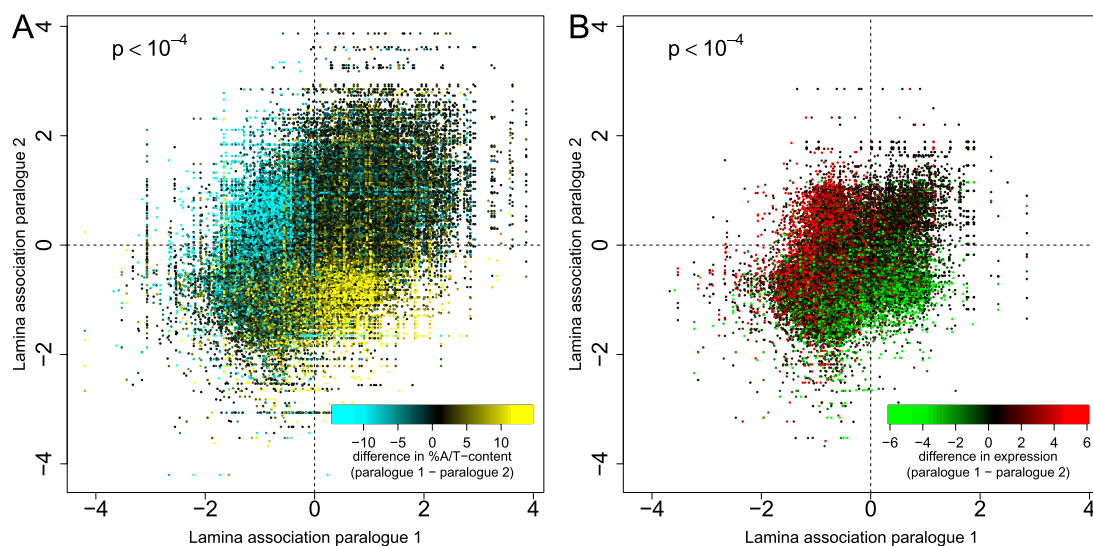 A
p < 10⁻⁴
Lamina association paralogue 2
4
2
0
−2
−4
−10 −5 0 5 10
difference in %A/T−content
(paralogue 1 − paralogue 2)
−4 −2 0 2 4
Lamina association paralogue 1
B
p < 10⁻⁴
Lamina association paralogue 2
4
2
0
−2
−4
−6 −4 −2 0 2 4 6
difference in expression
(paralogue 1 − paralogue 2)
−4 −2 0 2 4
Lamina association paralogue 1